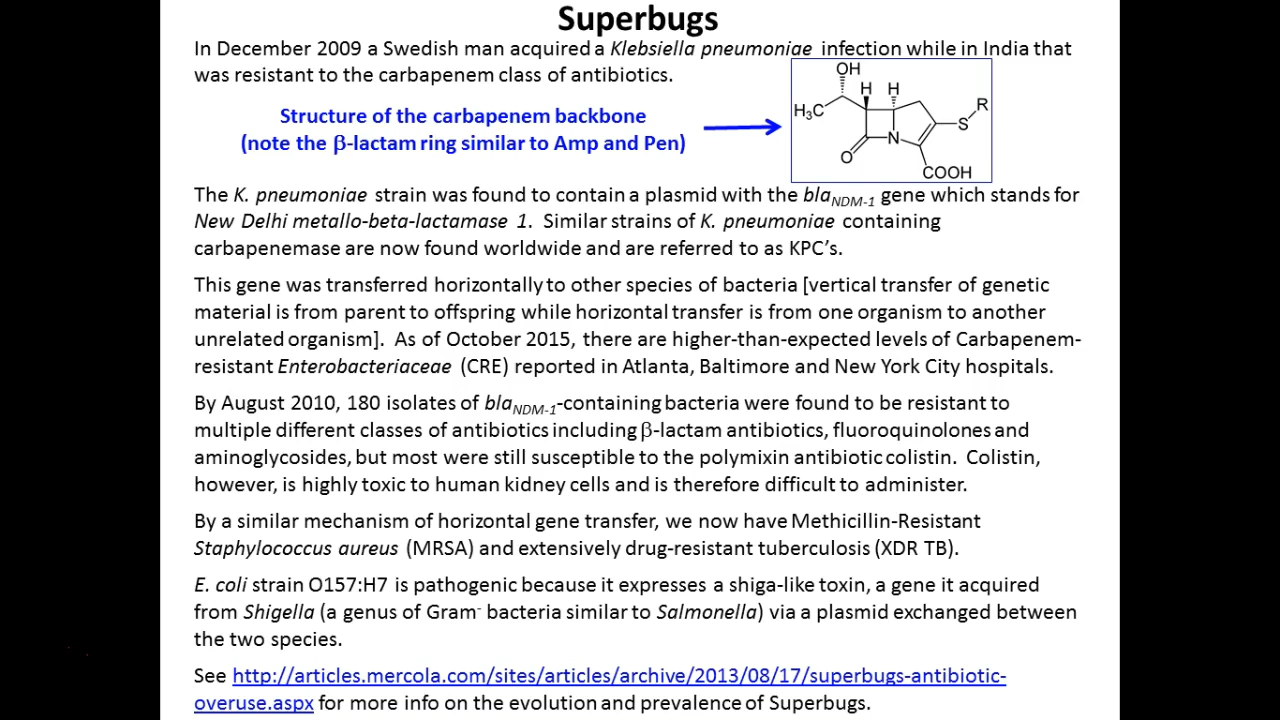 Superbugs
In December 2009 a Swedish man acquired a Klebsiella pneumoniae infection while in India that
was resistant to the carbapenem class of antibiotics.
Structure of the carbapenem backbone
(note the β-lactam ring similar to Amp and Pen)
OH
H H
H3C
R
S
N
O
COOH
The K. pneumoniae strain was found to contain a plasmid with the blaNDM-1 gene which stands for
New Delhi metallo-beta-lactamase 1. Similar strains of K. pneumoniae containing
carbapenemase are now found worldwide and are referred to as KPC's.
This gene was transferred horizontally to other species of bacteria [vertical transfer of genetic
material is from parent to offspring while horizontal transfer is from one organism to another
unrelated organism]. As of October 2015, there are higher-than-expected levels of Carbapenem-
resistant Enterobacteriaceae (CRE) reported in Atlanta, Baltimore and New York City hospitals.
By August 2010, 180 isolates of blaNDM-1-containing bacteria were found to be resistant to
multiple different classes of antibiotics including β-lactam antibiotics, fluoroquinolones and
aminoglycosides, but most were still susceptible to the polymixin antibiotic colistin. Colistin,
however, is highly toxic to human kidney cells and is therefore difficult to administer.
By a similar mechanism of horizontal gene transfer, we now have Methicillin-Resistant
Staphylococcus aureus (MRSA) and extensively drug-resistant tuberculosis (XDR TB).
E. coli strain O157:H7 is pathogenic because it expresses a shiga-like toxin, a gene it acquired
from Shigella (a genus of Gram- bacteria similar to Salmonella) via a plasmid exchanged between
the two species.
See http://articles.mercola.com/sites/articles/archive/2013/08/17/superbugs-antibiotic-
overuse.aspx for more info on the evolution and prevalence of Superbugs.